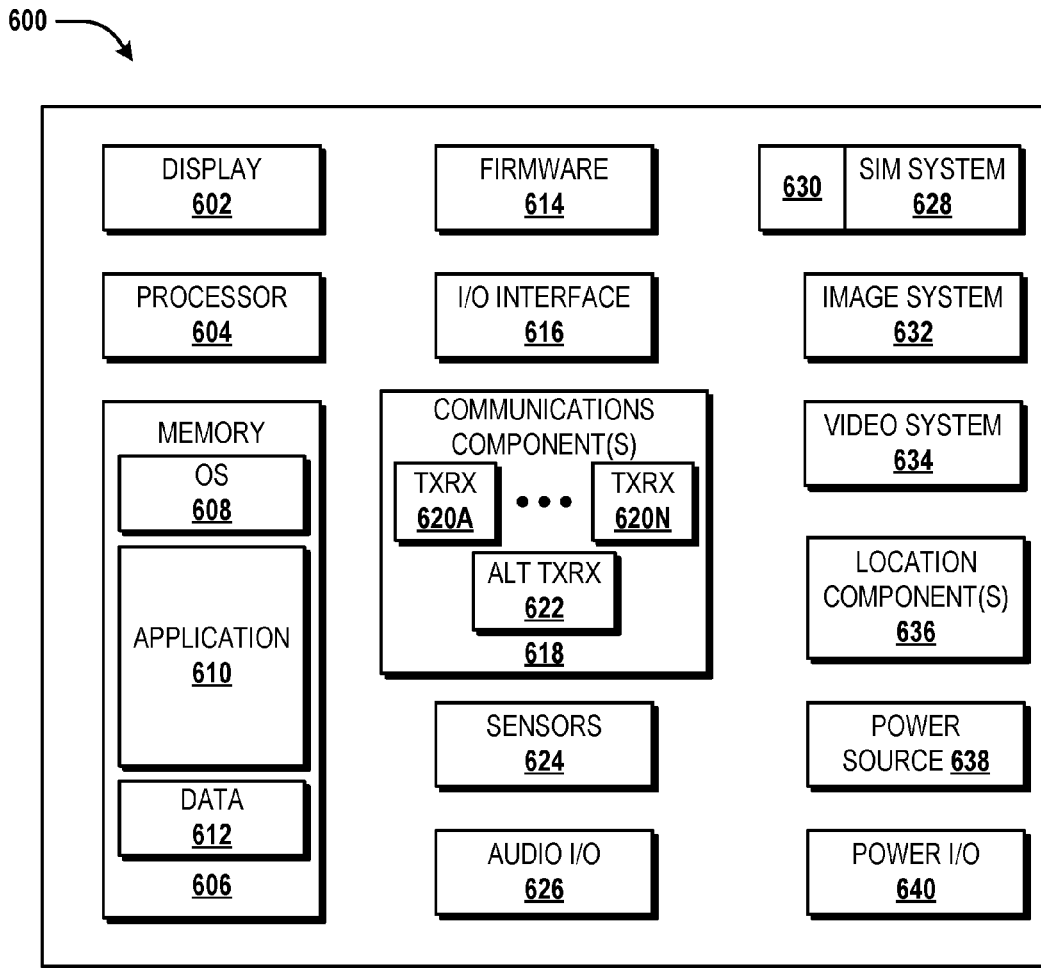 600
DISPLAY
602
PROCESSOR
604
MEMORY
OS
608
APPLICATION
610
DATA
612
606
FIRMWARE
614
I/O INTERFACE
616
COMMUNICATIONS
COMPONENT(S)
TXRX
620A
•••
TXRX
620N
ALT TXRX
622
618
SENSORS
624
AUDIO I/O
626
630
SIM SYSTEM
628
IMAGE SYSTEM
632
VIDEO SYSTEM
634
LOCATION
COMPONENT(S)
636
POWER
SOURCE 638
POWER I/O
640